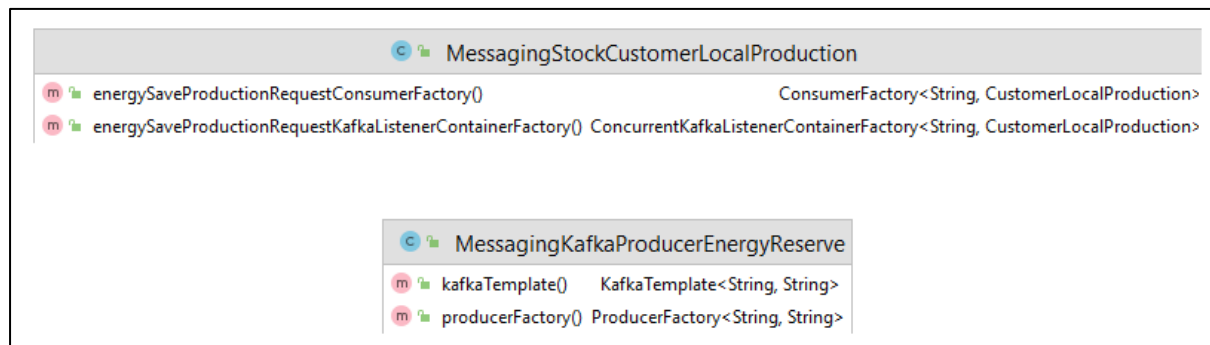 C MessagingStockCustomerLocalProduction
m energySaveProductionRequestConsumerFactory() ConsumerFactory<String, CustomerLocalProduction>
m energySaveProductionRequestKafkaListenerContainerFactory() ConcurrentKafkaListenerContainerFactory<String, CustomerLocalProduction>
C MessagingKafkaProducerEnergyReserve
m kafkaTemplate() KafkaTemplate<String, String>
m producerFactory() ProducerFactory<String, String>